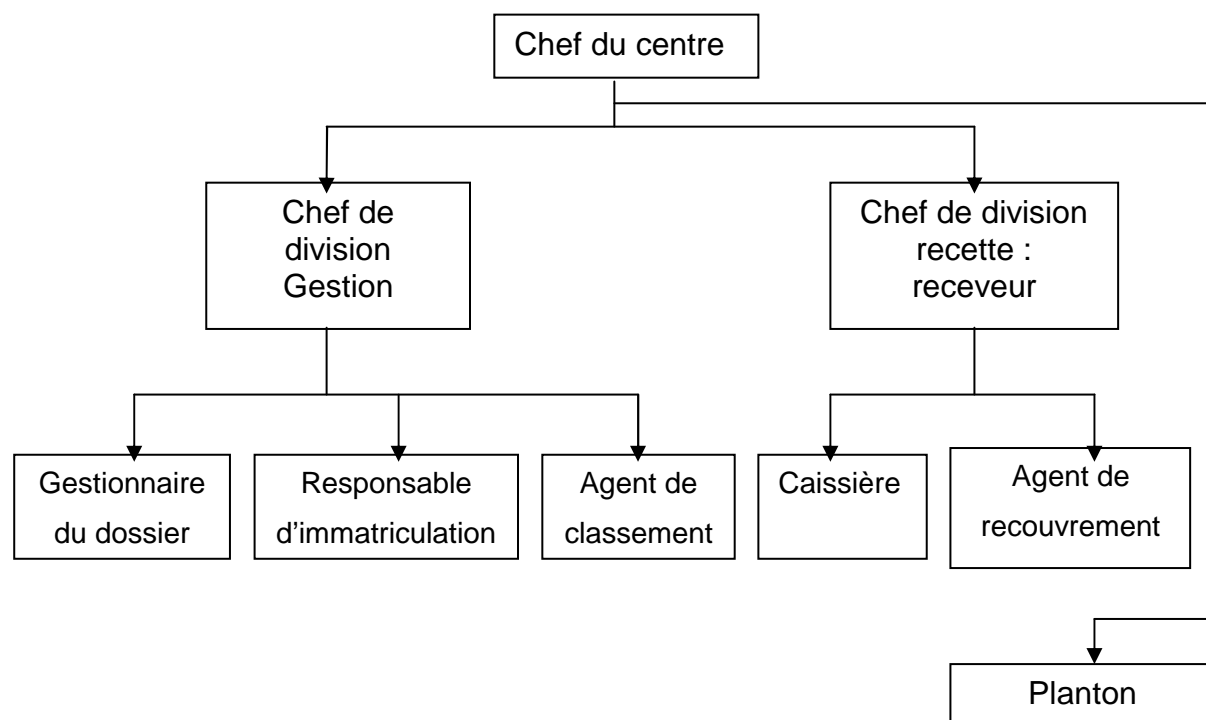 Chef du centre
Chef de
division
Gestion
Chef de division
recette :
receveur
Gestionnaire
du dossier
Responsable
d'immatriculation
Agent de
classement
Caissière
Agent de
recouvrement
Planton